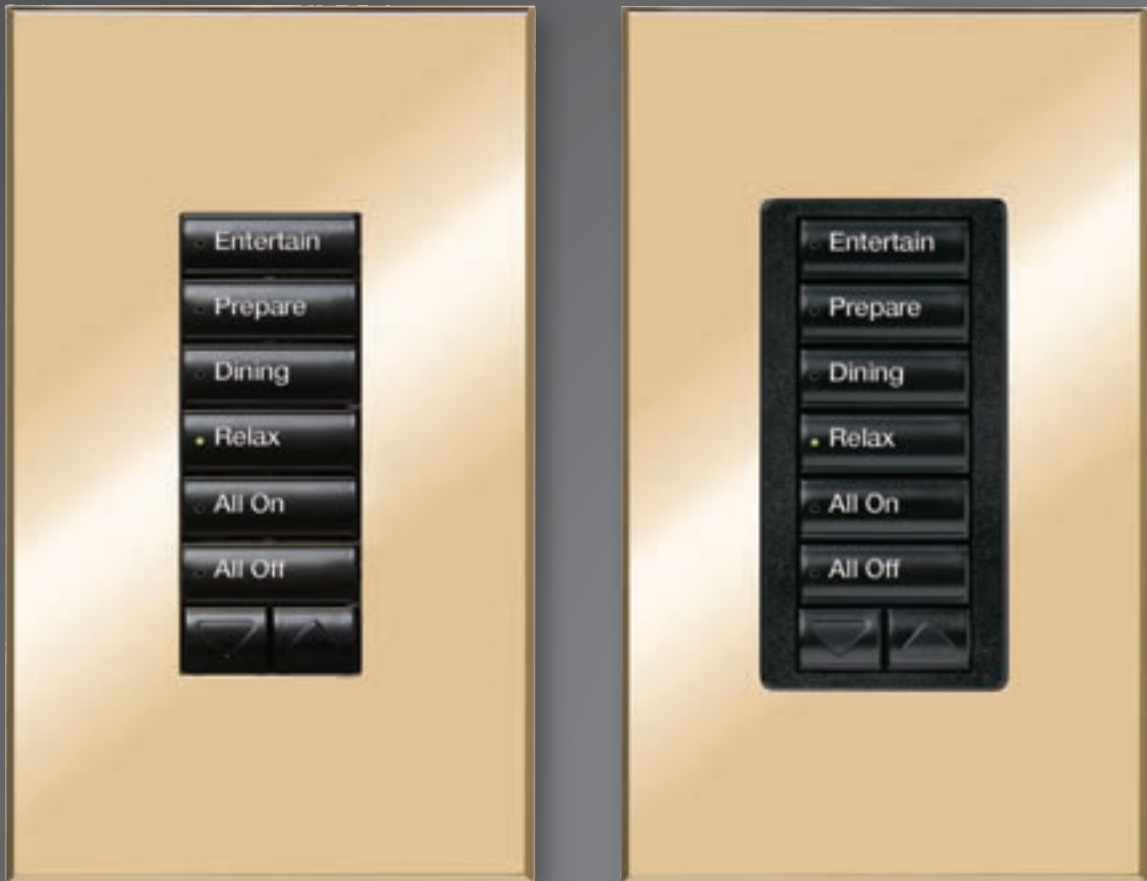 Entertain
Prepare
Dining
Relax
All On
All Off
Entertain
Prepare
Dining
Relax
All On
All Off